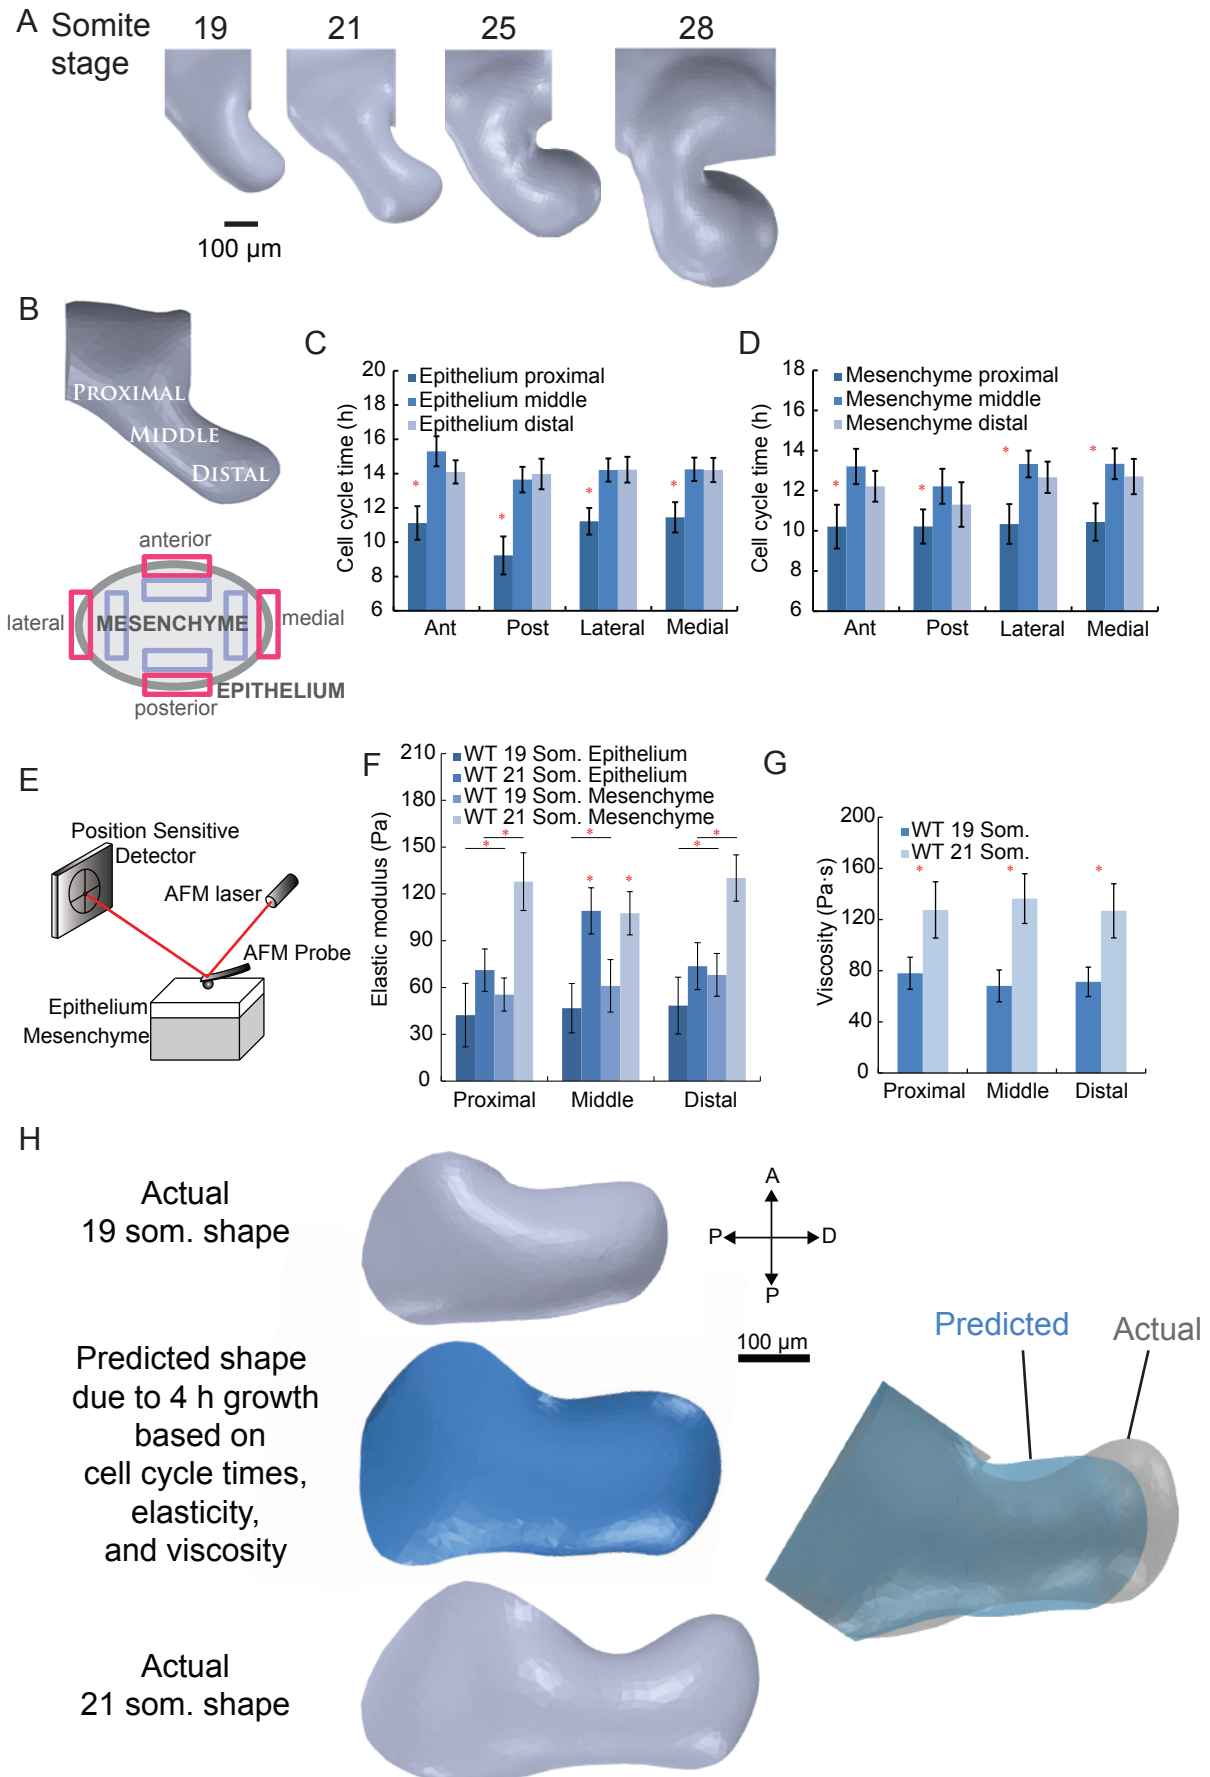 A
Somite stage
19
21
25
28
100 µm
B
PROXIMAL
MIDDLE
DISTAL
anterior
lateral
MESENCHYME
medial
EPITHELIUM
posterior
C
Cell cycle time (h)
20
18
16
14
12
10
8
6
Epithelium proximal
Epithelium middle
Epithelium distal
*
*
*
*
Ant
Post
Lateral
Medial
D
Cell cycle time (h)
18
16
14
12
10
8
6
Mesenchyme proximal
Mesenchyme middle
Mesenchyme distal
*
*
*
*
Ant
Post
Lateral
Medial
E
Position Sensitive
Detector
AFM laser
AFM Probe
Epithelium
Mesenchyme
F
Elastic modulus (Pa)
210
180
150
120
90
60
30
0
WT 19 Som. Epithelium
WT 21 Som. Epithelium
WT 19 Som. Mesenchyme
WT 21 Som. Mesenchyme
*
*
*
*
*
*
*
Proximal
Middle
Distal
G
Viscosity (Pa·s)
200
160
120
80
40
0
WT 19 Som.
WT 21 Som.
*
*
*
Proximal
Middle
Distal
H
Actual
19 som. shape
A
P
D
P
100 µm
Predicted shape
due to 4 h growth
based on
cell cycle times,
elasticity,
and viscosity
Predicted
Actual
Actual
21 som. shape